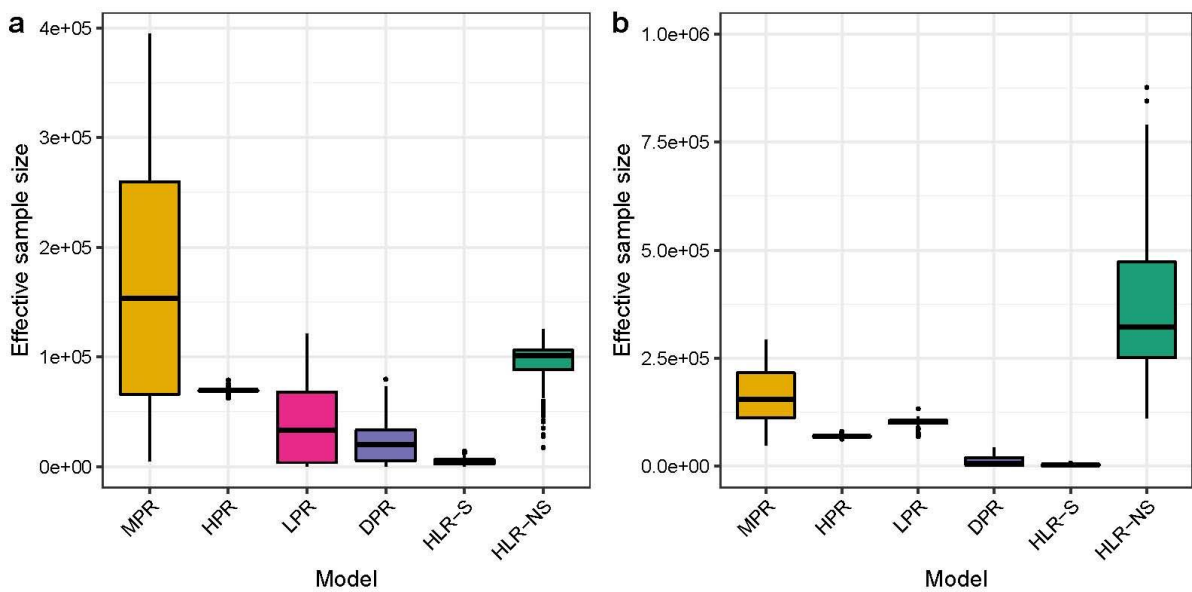 a
Effective sample size
4e+05
3e+05
2e+05
1e+05
0e+00
MPR
HPR
LPR
DPR
HLR-S
HLR-NS
Model
b
Effective sample size
1.0e+06
7.5e+05
5.0e+05
2.5e+05
0.0e+00
MPR
HPR
LPR
DPR
HLR-S
HLR-NS
Model